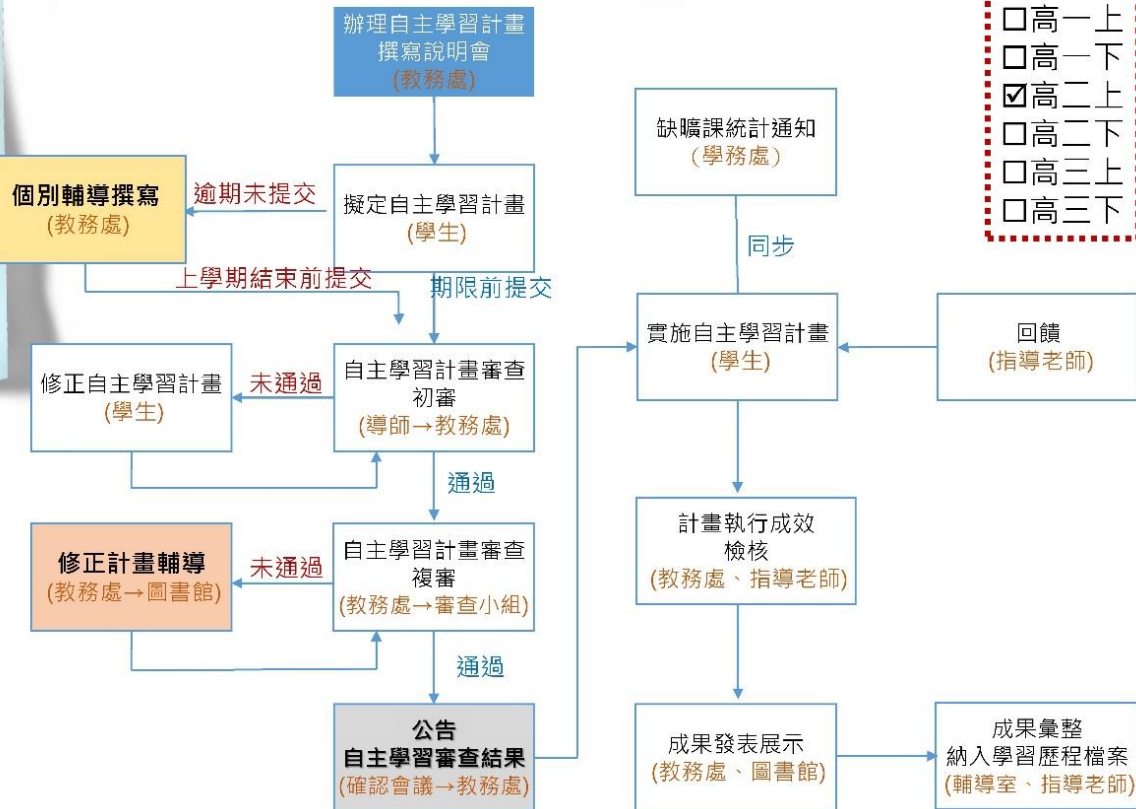 辦理自主學習計畫
撰寫說明會
(教務處)
個別輔導撰寫
(教務處)
逾期未提交
擬定自主學習計畫
(學生)
上學期結束前提交
期限前提交
修正自主學習計畫
(學生)
未通過
自主學習計畫審查
初審
(導師→教務處)
通過
修正計畫輔導
(教務處→圖書館)
未通過
自主學習計畫審查
複審
(教務處→審查小組)
通過
公告
自主學習審查結果
(確認會議→教務處)
缺曠課統計通知
(學務處)
同步
實施自主學習計畫
(學生)
回饋
(指導老師)
計畫執行成效
檢核
(教務處、指導老師)
成果發表展示
(教務處、圖書館)
成果彙整
納入學習歷程檔案
(輔導室、指導老師)
☐高一上
☐高一下
☑高二上
☐高二下
☐高三上
☐高三下